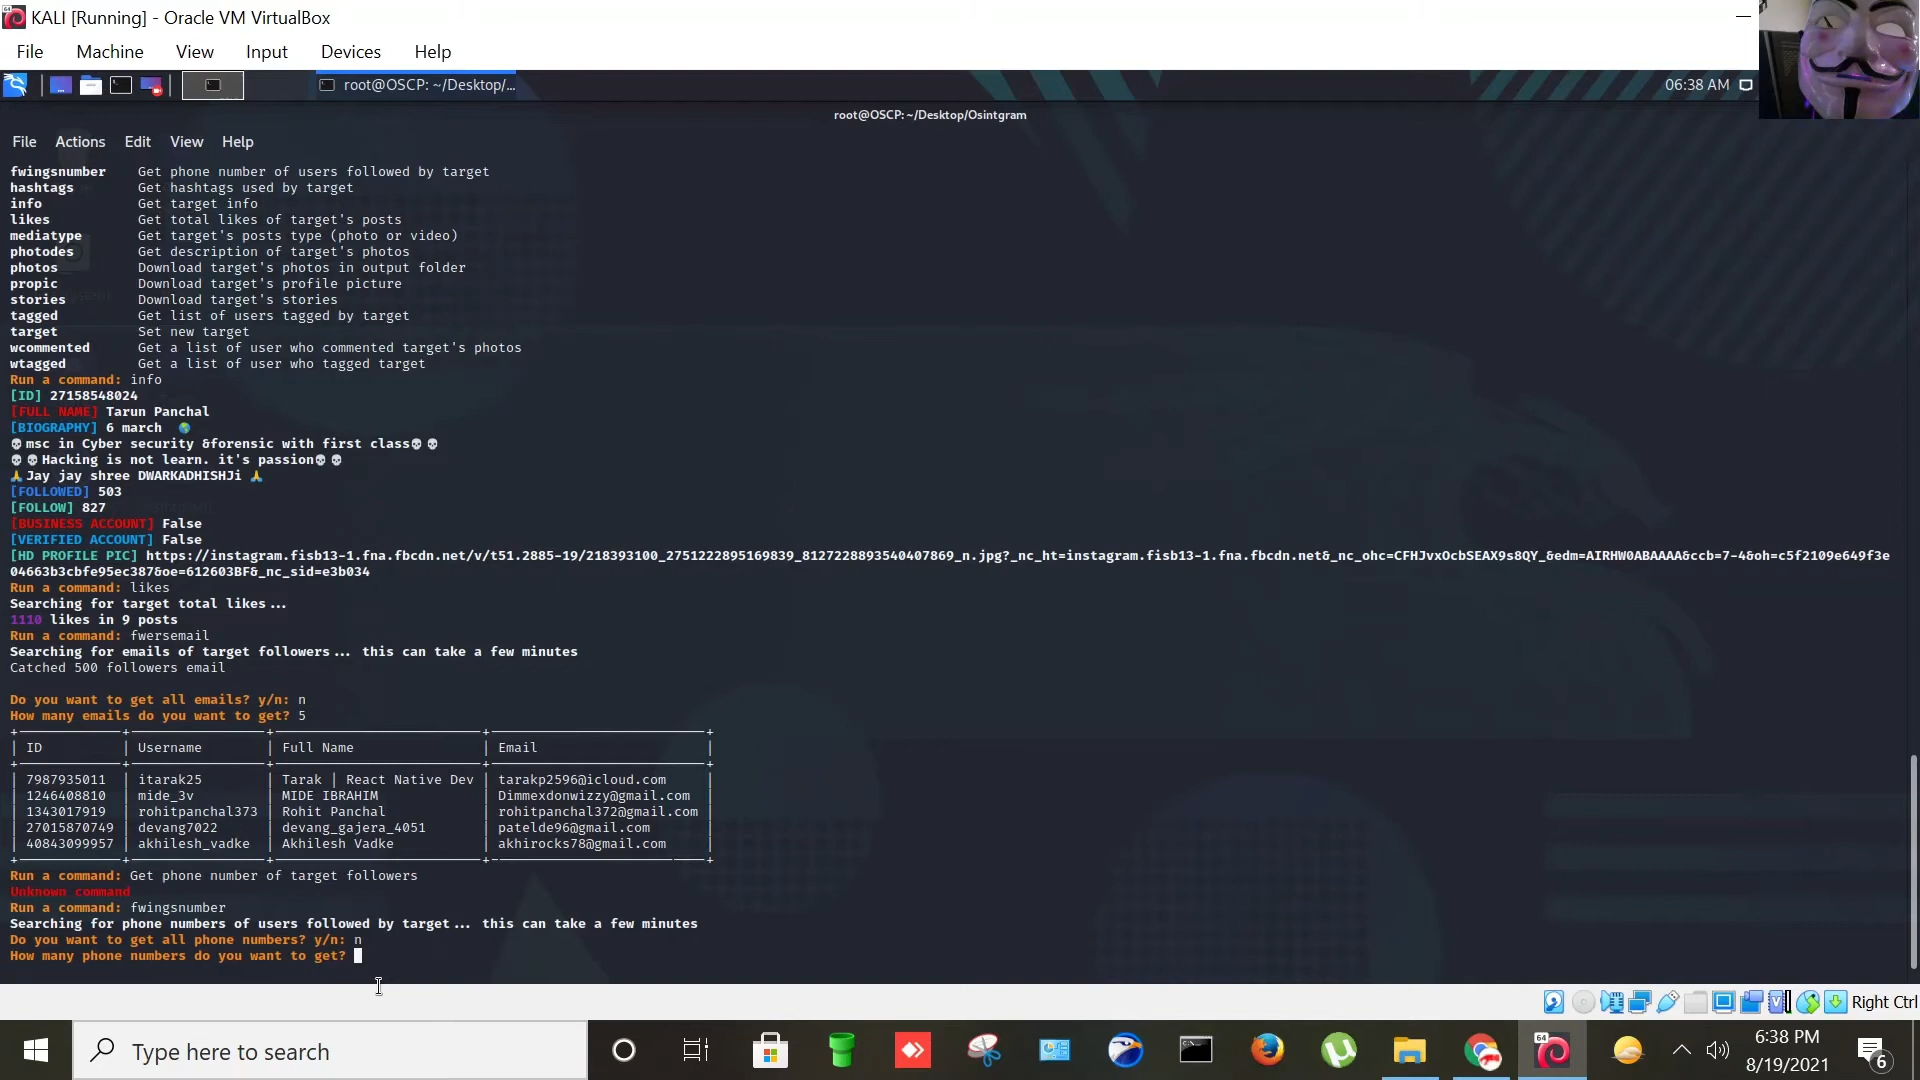 KALI [Running] - Oracle VM VirtualBox
File Machine View Input Devices Help
root@OSCP: ~/Desktop/...
06:38 AM
root@OSCP: ~/Desktop/Osintgram
File Actions Edit View Help
fwingsnumber Get phone number of users followed by target
hashtags Get hashtags used by target
info Get target info
likes Get total likes of target's posts
mediatype Get target's posts type (photo or video)
photodes Get description of target's photos
photos Download target's photos in output folder
propic Download target's profile picture
stories Download target's stories
tagged Get list of users tagged by target
target Set new target
wcommented Get a list of user who commented target's photos
wtagged Get a list of user who tagged target
Run a command: info
[ID] 27158548024
[FULL NAME] Tarun Panchal
[BIOGRAPHY] 6 march 🌎
💀msc in Cyber security &forensic with first class💀💀
💀💀Hacking is not learn. it's passion💀💀
🙏Jay jay shree DWARKADHISHJi 🙏
[FOLLOWED] 503
[FOLLOW] 827
[BUSINESS ACCOUNT] False
[VERIFIED ACCOUNT] False
[HD PROFILE PIC] https://instagram.fisb13-1.fna.fbcdn.net/v/t51.2885-19/218393100_2751222895169839_8127228893540407869_n.jpg?_nc_ht=instagram.fisb13-1.fna.fbcdn.net&_nc_ohc=CFHJvxOcbSEAX9s8QY_&edm=AIRHW0ABAAAA&ccb=7-4&oh=c5f2109e649f3e
04663b3cbfe95ec387&oe=612603BF&_nc_sid=e3b034
Run a command: likes
Searching for target total likes...
1110 likes in 9 posts
Run a command: fwersemail
Searching for emails of target followers... this can take a few minutes
Catched 500 followers email
Do you want to get all emails? y/n: n
How many emails do you want to get? 5
| ID | Username | Full Name | Email |
| 7987935011 | itarak25 | Tarak | React Native Dev | tarakp2596@icloud.com |
| 1246408810 | mide_3v | MIDE IBRAHIM | Dimmexdonwizzy@gmail.com |
| 1343017919 | rohitpanchal373 | Rohit Panchal | rohitpanchal372@gmail.com |
| 27015870749 | devang7022 | devang_gajera_4051 | patelde96@gmail.com |
| 40843099957 | akhilesh_vadke | Akhilesh Vadke | akhirocks78@gmail.com |
Run a command: Get phone number of target followers
Unknown command
Run a command: fwingsnumber
Searching for phone numbers of users followed by target... this can take a few minutes
Do you want to get all phone numbers? y/n: n
How many phone numbers do you want to get?
Right Ctrl
Type here to search
6:38 PM
8/19/2021
6